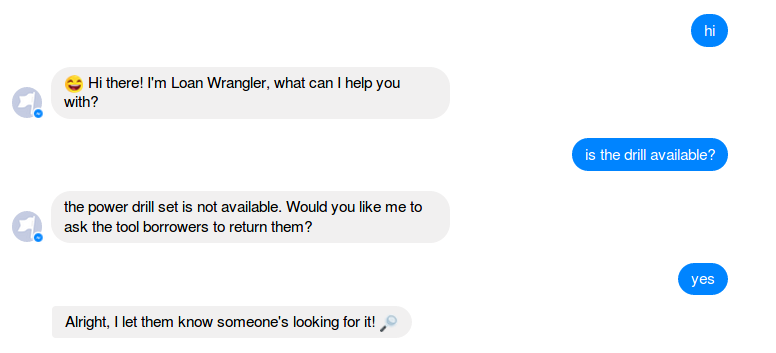 hi
😄 Hi there! I'm Loan Wrangler, what can I help you
with?
is the drill available?
the power drill set is not available. Would you like me to
ask the tool borrowers to return them?
yes
Alright, I let them know someone's looking for it! 🔎